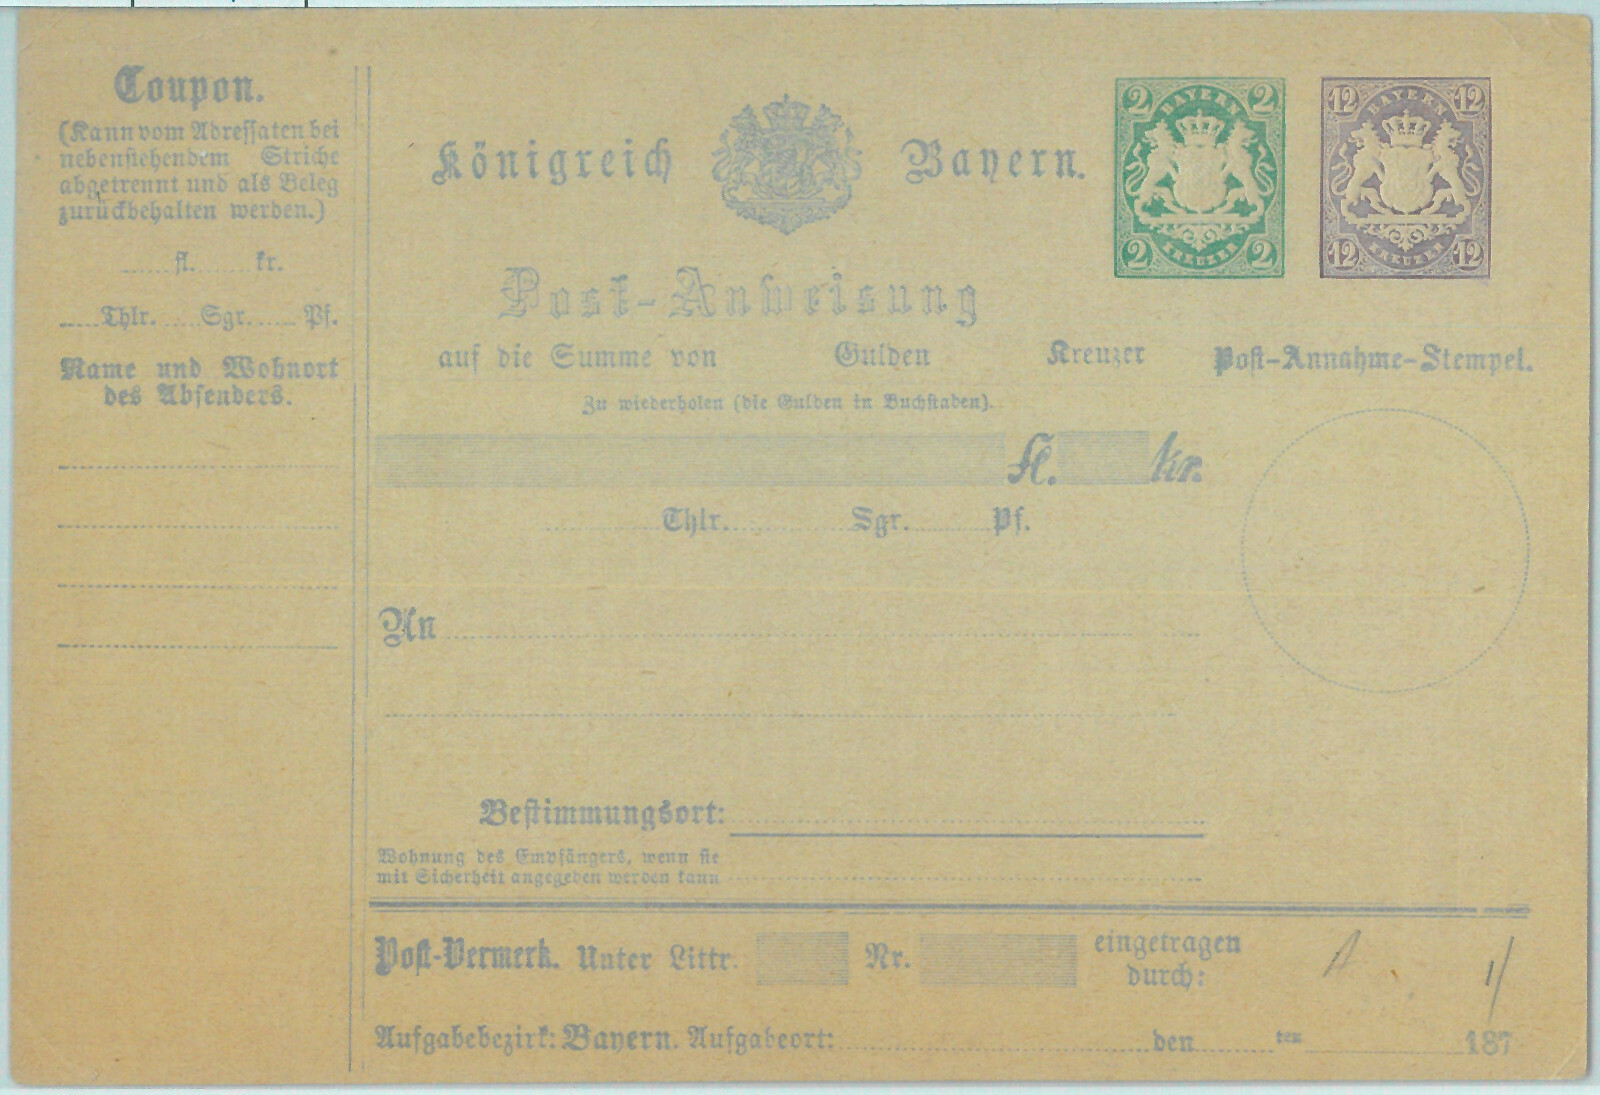 Coupon.
(Kann vom Adressaten bei
nebenstehendem Striche
abgetrennt und als Beleg
zurückbehalten werden.)
fl. kr.
Thlr. Sgr. Pf.
Name und Wohnort
des Absenders.
Königreich Bayern.
2 BAYERN 2
2 KREUZER 2
12 BAYERN 12
12 KREUZER 12
Post-Anweisung
auf die Summe von Gulden Kreuzer
Post-Annahme-Stempel.
Zu wiederholen (die Gulden in Buchstaben).
fl. kr.
Thlr. Sgr. Pf.
An
Bestimmungsort:
Wohnung des Empfängers, wenn sie
mit Sicherheit angegeben werden kann
Post-Vermerk. Unter Littr. Nr. eingetragen
durch:
A 1/
Aufgabebezirk: Bayern. Aufgabeort: den ten 187